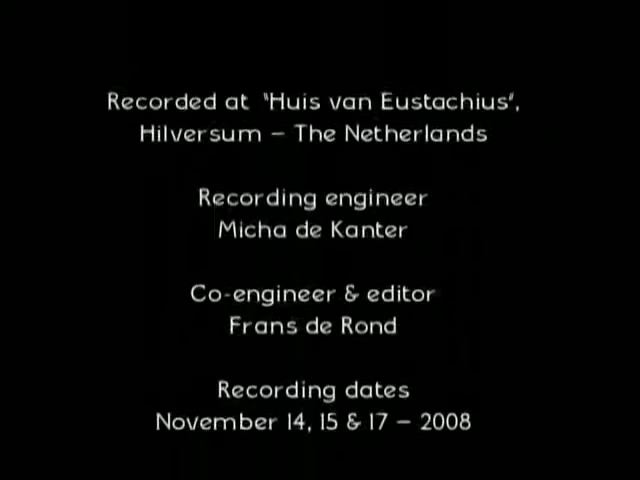 Recorded at "Huis van Eustachius",
Hilversum – The Netherlands
Recording engineer
Micha de Kanter
Co-engineer & editor
Frans de Rond
Recording dates
November 14, 15 & 17 – 2008